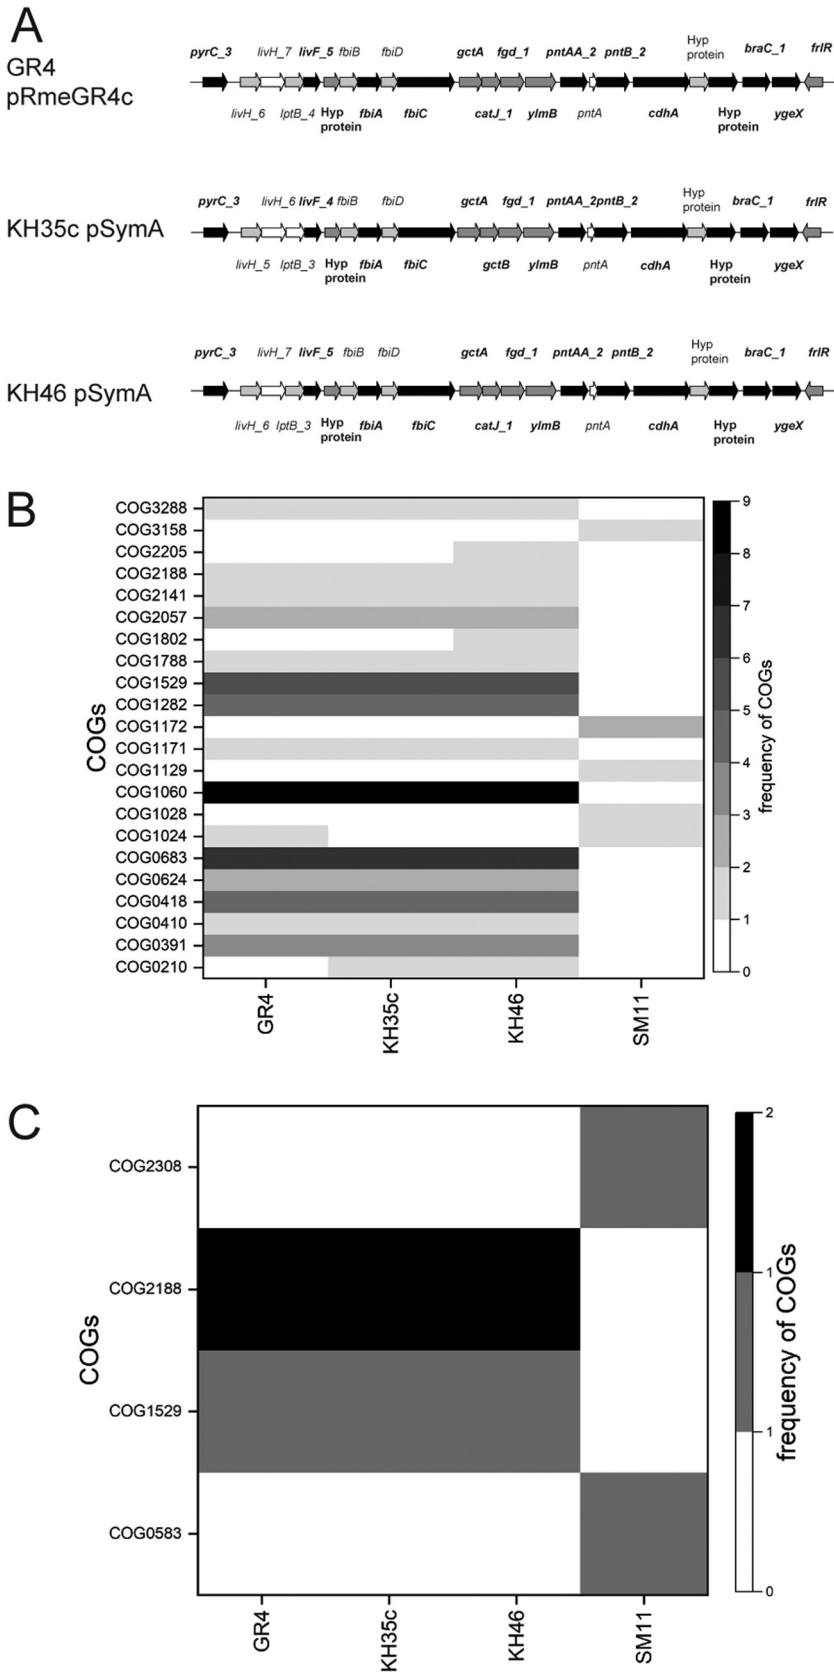 A
GR4
pRmeGR4c
pyrC_3 livH_7 livF_5 fbiB fbiD gctA fgd_1 pntAA_2 pntB_2 Hyp protein braC_1 frlR
livH_6 lptB_4 Hyp protein fbiA fbiC catJ_1 ylmB pntA cdhA Hyp protein ygeX
KH35c pSymA
pyrC_3 livH_6 livF_4 fbiB fbiD gctA fgd_1 pntAA_2 pntB_2 Hyp protein braC_1 frlR
livH_5 lptB_3 Hyp protein fbiA fbiC gctB ylmB pntA cdhA Hyp protein ygeX
KH46 pSymA
pyrC_3 livH_7 livF_5 fbiB fbiD gctA fgd_1 pntAA_2 pntB_2 Hyp protein braC_1 frlR
livH_6 lptB_3 Hyp protein fbiA fbiC catJ_1 ylmB pntA cdhA Hyp protein ygeX
B
COGs
COG3288
COG3158
COG2205
COG2188
COG2141
COG2057
COG1802
COG1788
COG1529
COG1282
COG1172
COG1171
COG1129
COG1060
COG1028
COG1024
COG0683
COG0624
COG0418
COG0410
COG0391
COG0210
GR4 KH35c KH46 SM11
9
8
7
6
5
4
3
2
1
0
frequency of COGs
C
COGs
COG2308
COG2188
COG1529
COG0583
GR4 KH35c KH46 SM11
2
1
1
0
frequency of COGs